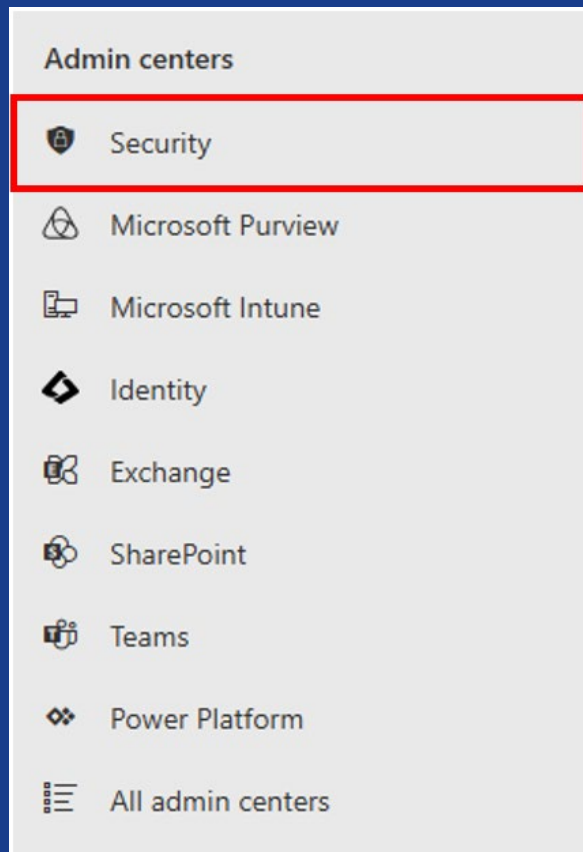 Admin centers
Security
Microsoft Purview
Microsoft Intune
Identity
Exchange
SharePoint
Teams
Power Platform
All admin centers